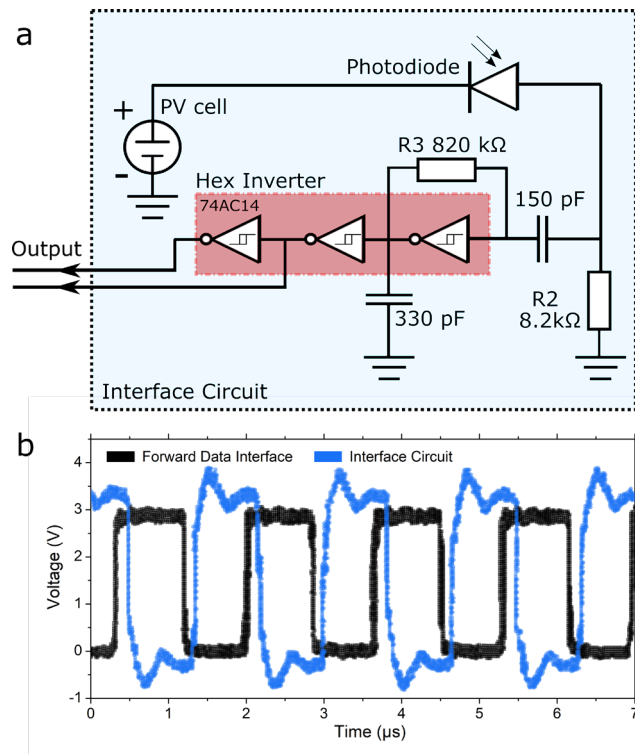 a
Photodiode
+
PV cell
-
R3 820 kΩ
Hex Inverter
74AC14
150 pF
Output
330 pF
R2
8.2kΩ
Interface Circuit
b
Forward Data Interface
Interface Circuit
4
3
2
1
0
-1
Voltage (V)
0 1 2 3 4 5 6 7
Time (μs)